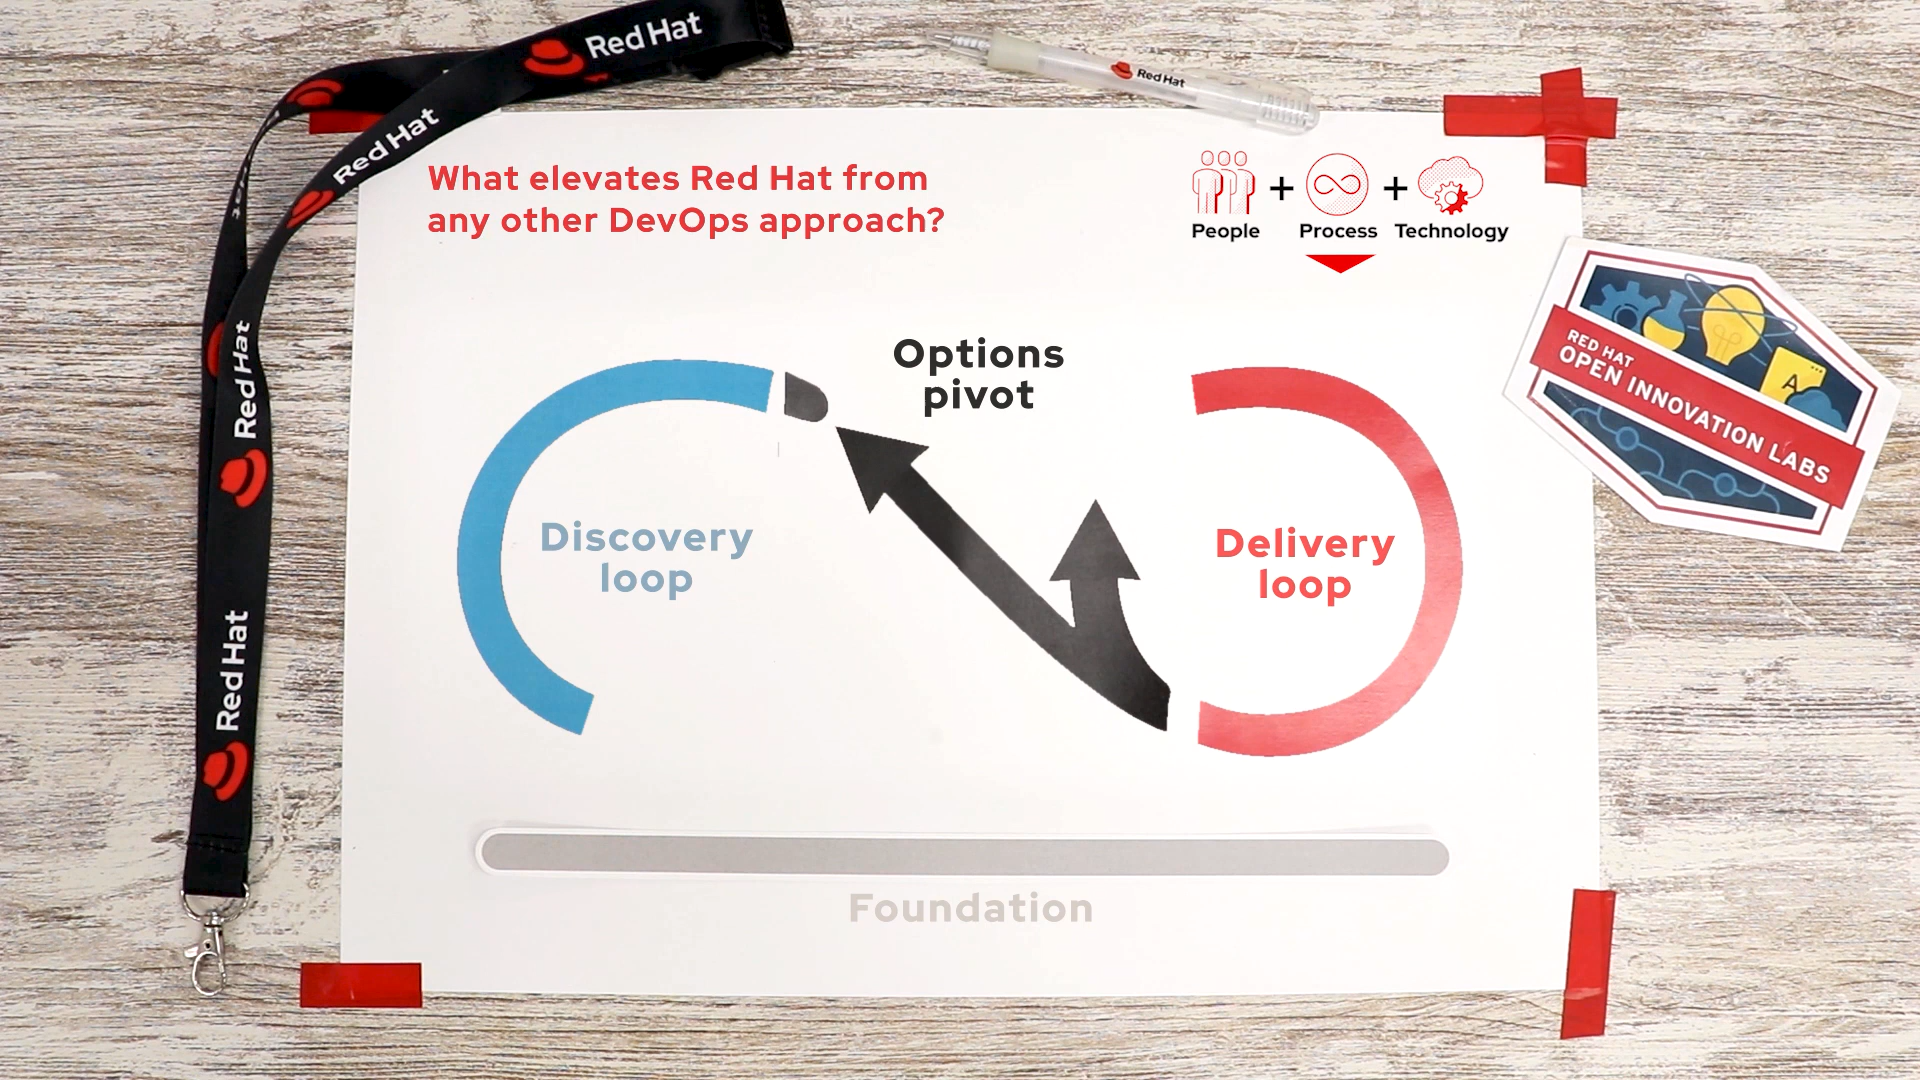 Red Hat
Red Hat
Red Hat
Red Hat
Red Hat
What elevates Red Hat from
any other DevOps approach?
People + Process + Technology
Options
pivot
Discovery
loop
Delivery
loop
Foundation
RED HAT
OPEN INNOVATION LABS
A